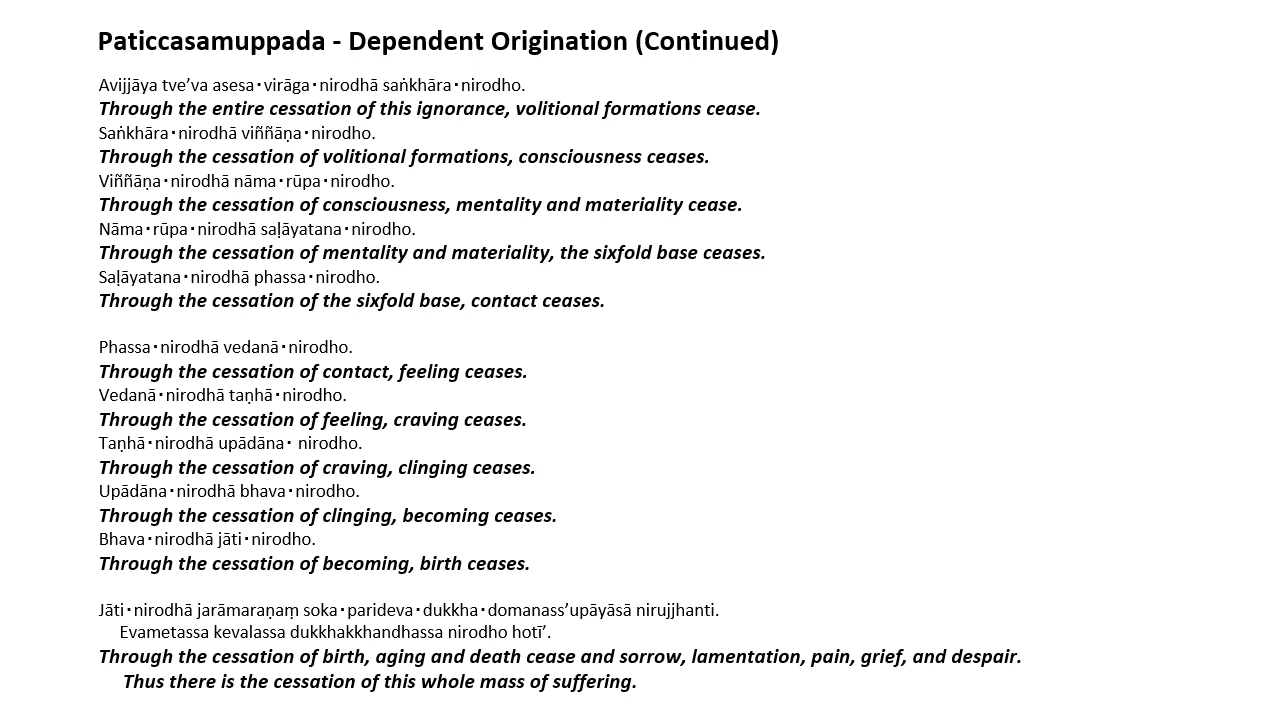 Paticcasamuppada - Dependent Origination (Continued)
Avijjāya tve’va asesa·virāga·nirodhā saṅkhāra·nirodho.
Through the entire cessation of this ignorance, volitional formations cease.
Saṅkhāra·nirodhā viññāṇa·nirodho.
Through the cessation of volitional formations, consciousness ceases.
Viññāṇa·nirodhā nāma·rūpa·nirodho.
Through the cessation of consciousness, mentality and materiality cease.
Nāma·rūpa·nirodhā saḷāyatana·nirodho.
Through the cessation of mentality and materiality, the sixfold base ceases.
Saḷāyatana·nirodhā phassa·nirodho.
Through the cessation of the sixfold base, contact ceases.
Phassa·nirodhā vedanā·nirodho.
Through the cessation of contact, feeling ceases.
Vedanā·nirodhā taṇhā·nirodho.
Through the cessation of feeling, craving ceases.
Taṇhā·nirodhā upādāna· nirodho.
Through the cessation of craving, clinging ceases.
Upādāna·nirodhā bhava·nirodho.
Through the cessation of clinging, becoming ceases.
Bhava·nirodhā jāti·nirodho.
Through the cessation of becoming, birth ceases.
Jāti·nirodhā jarāmaraṇaṃ soka·parideva·dukkha·domanass’upāyāsā nirujjhanti.
Evametassa kevalassa dukkhakkhandhassa nirodho hotī’.
Through the cessation of birth, aging and death cease and sorrow, lamentation, pain, grief, and despair.
Thus there is the cessation of this whole mass of suffering.